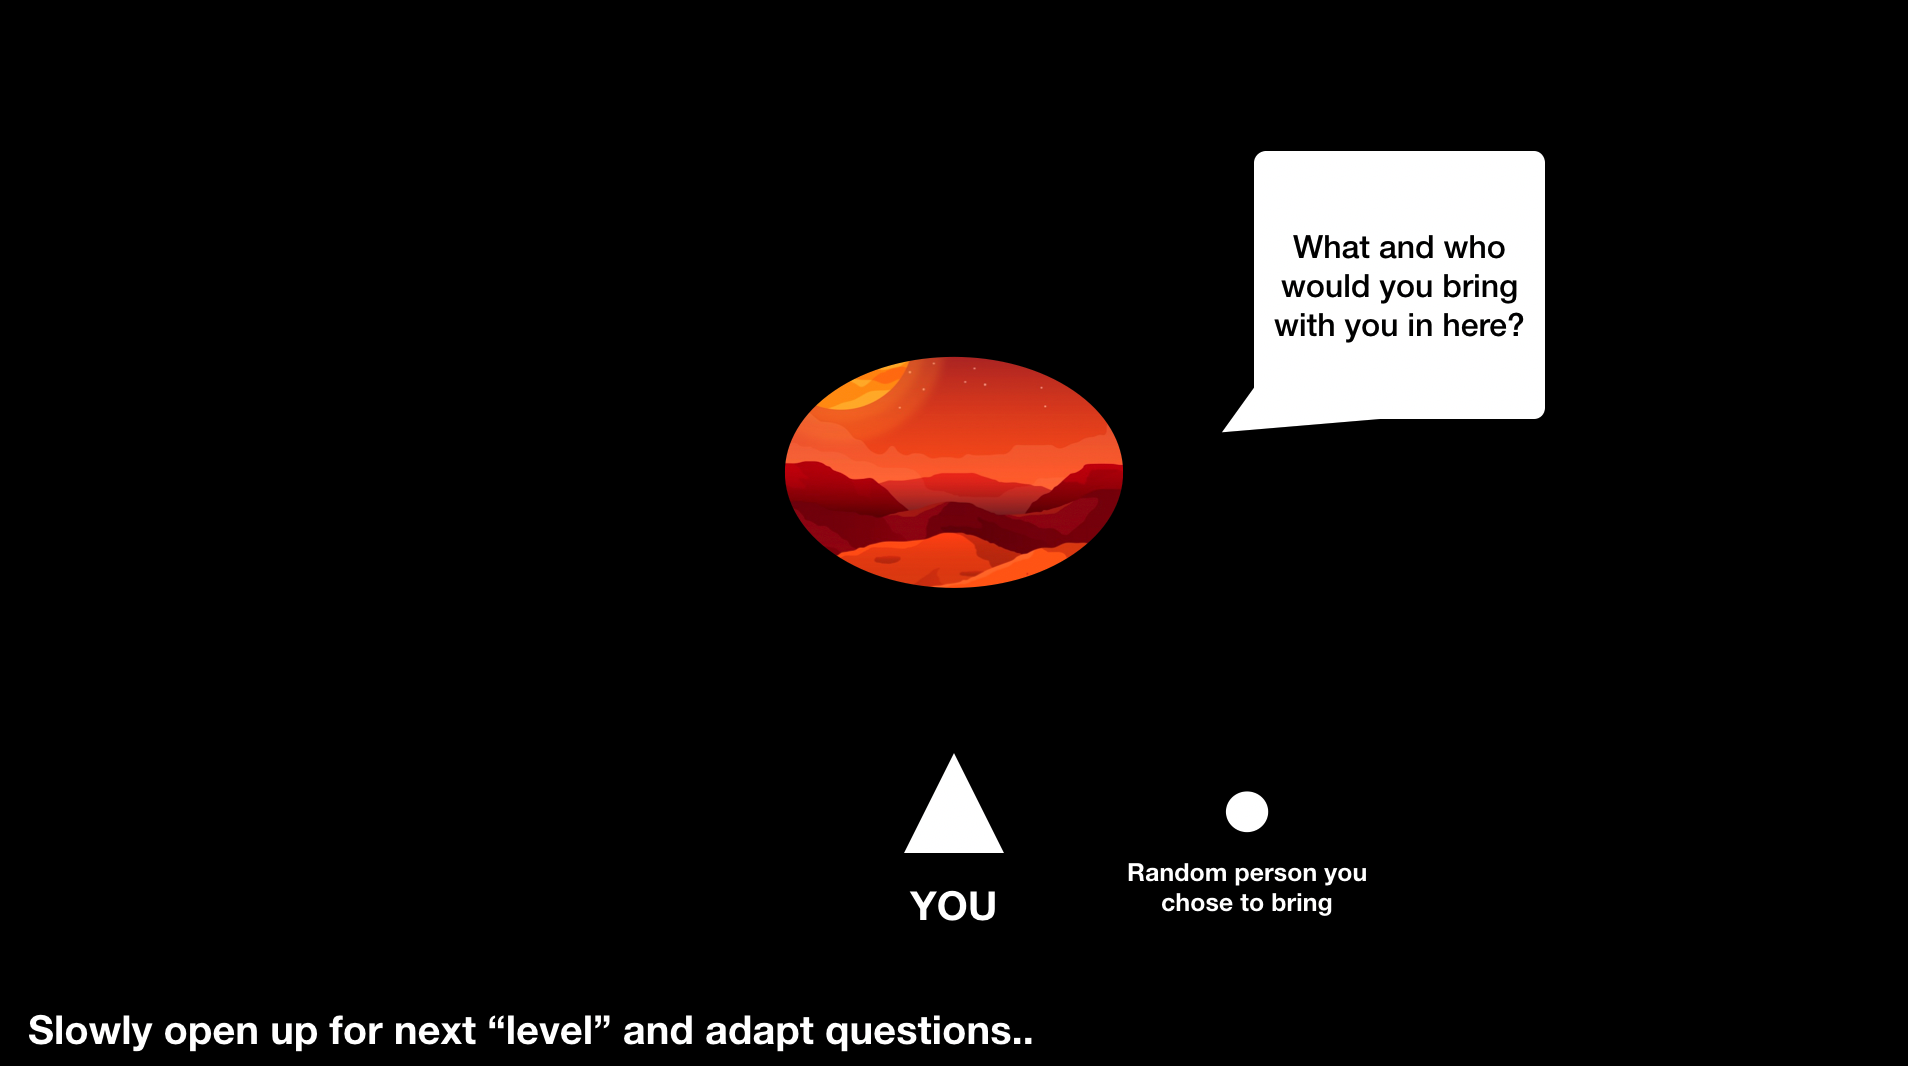 What and who
would you bring
with you in here?
YOU
Random person you
chose to bring
Slowly open up for next “level” and adapt questions..